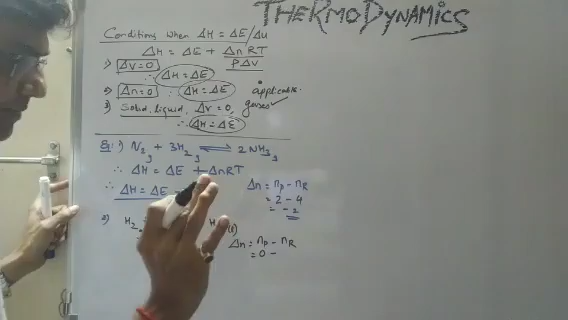 THERMODYNAMICS
Conditions when ΔH = ΔE/Δu
ΔH = ΔE + ΔnRT
PΔV
1) ΔV=0
∴ ΔH = ΔE
2) Δn=0 ∴ ΔH = ΔE applicable
3) Solid, liquid, ΔV = 0, gases ✓
∴ ΔH = ΔE
Eg: 1) N2 g + 3H2 g ⇌ 2NH3 g
∴ ΔH = ΔE + ΔnRT
∴ ΔH = ΔE
Δn = nP - nR
= 2 - 4
= - 2
2) H2 H (l)
Δn = nP - nR
= 0 -